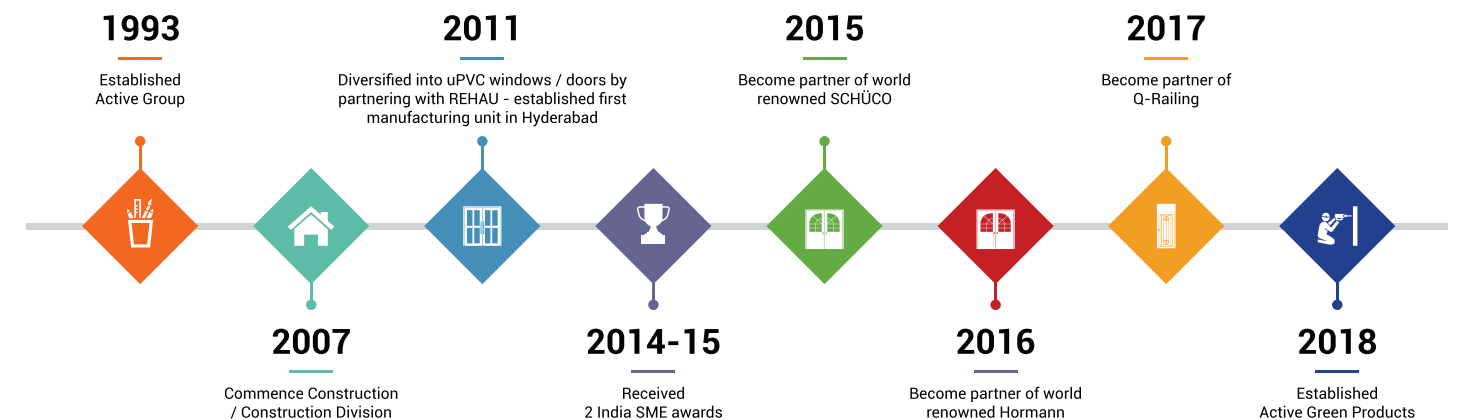 1993
Established
Active Group
2007
Commence Construction
/ Construction Division
2011
Diversified into uPVC windows / doors by
partnering with REHAU - established first
manufacturing unit in Hyderabad
2014-15
Received
2 India SME awards
2015
Become partner of world
renowned SCHÜCO
2016
Become partner of world
renowned Hormann
2017
Become partner of
Q-Railing
2018
Established
Active Green Products